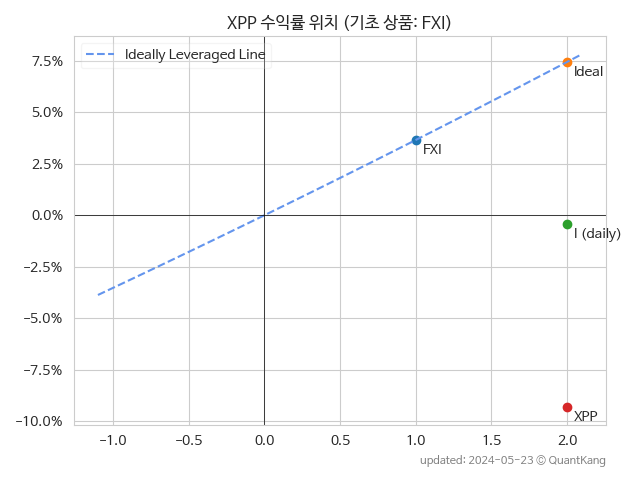 XPP 수익률 위치 (기초 상품: FXI)
Ideally Leveraged Line
7.5%
5.0%
2.5%
0.0%
−2.5%
−5.0%
−7.5%
−10.0%
Ideal
FXI
I (daily)
XPP
−1.0
−0.5
0.0
0.5
1.0
1.5
2.0
updated: 2024-05-23 © QuantKang